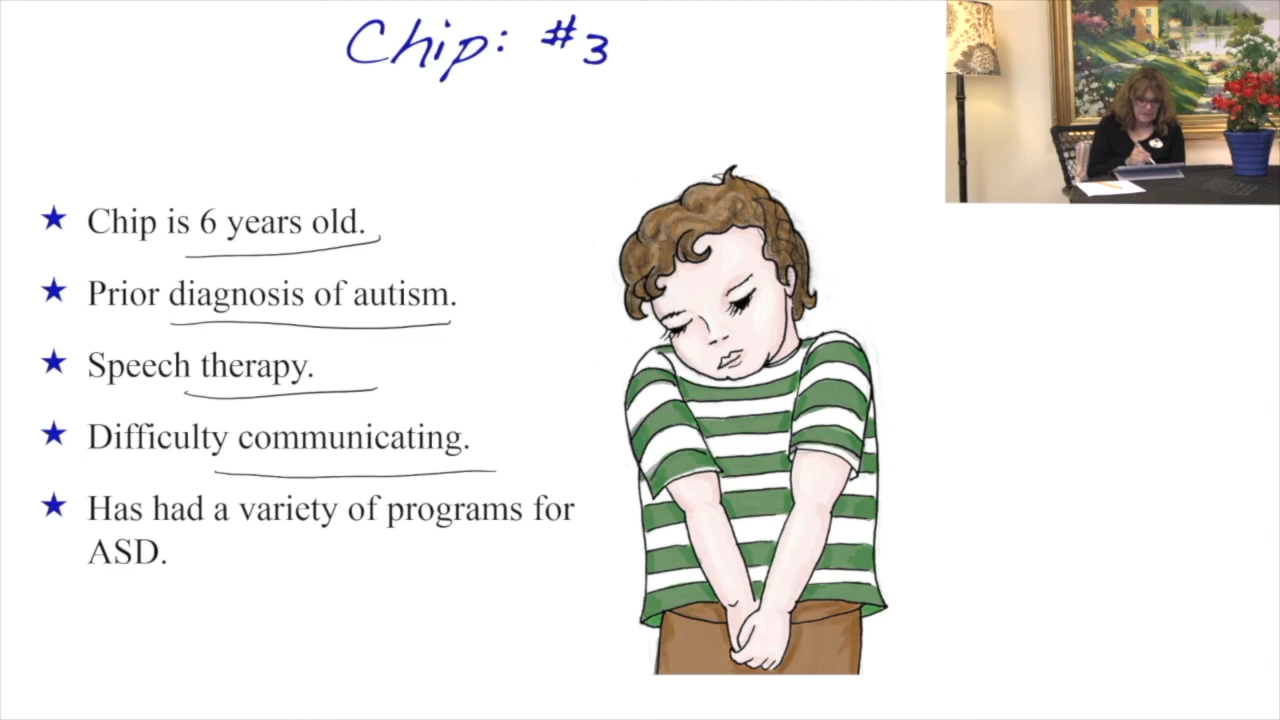 Chip: #3
Chip is 6 years old.
Prior diagnosis of autism.
Speech therapy.
Difficulty communicating.
Has had a variety of programs for
ASD.